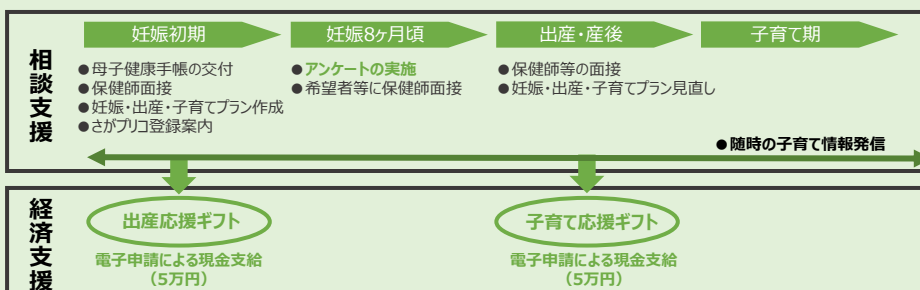 相談支援
妊娠初期
●母子健康手帳の交付
●保健師面接
●妊娠・出産・子育てプラン作成
●さがプリコ登録案内
妊娠8ヶ月頃
●アンケートの実施
●希望者等に保健師面接
出産・産後
●保健師等の面接
●妊娠・出産・子育てプラン見直し
子育て期
●随時の子育て情報発信
経済支援
出産応援ギフト
電子申請による現金支給
（5万円）
子育て応援ギフト
電子申請による現金支給
（5万円）